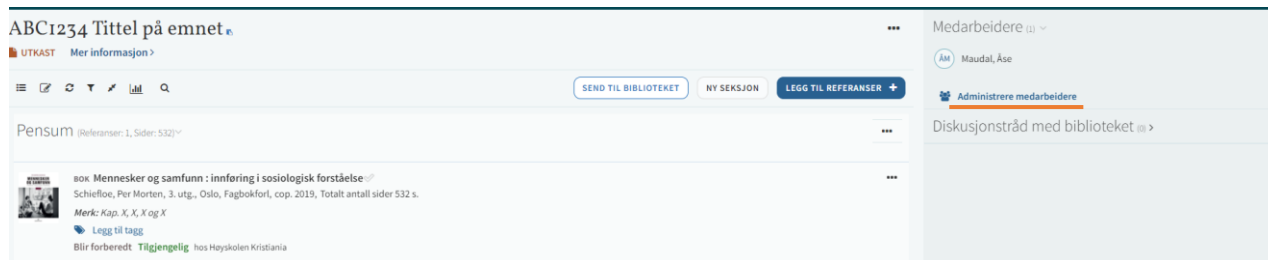 ABC1234 Tittel på emnet
UTKAST Mer informasjon >
SEND TIL BIBLIOTEKET NY SEKSJON LEGG TIL REFERANSER +
Pensum (Referanser: 1, Sider: 532)
BOK Mennesker og samfunn : innføring i sosiologisk forståelse
Schiefloe, Per Morten, 3. utg., Oslo, Fagbokforl, cop. 2019, Totalt antall sider 532 s.
Merk: Kap. X, X, X og X
Legg til tagg
Blir forberedt Tilgjengelig hos Høyskolen Kristiania
Medarbeidere (1)
ÅM Maudal, Åse
Administrere medarbeidere
Diskusjonstråd med biblioteket (0) >